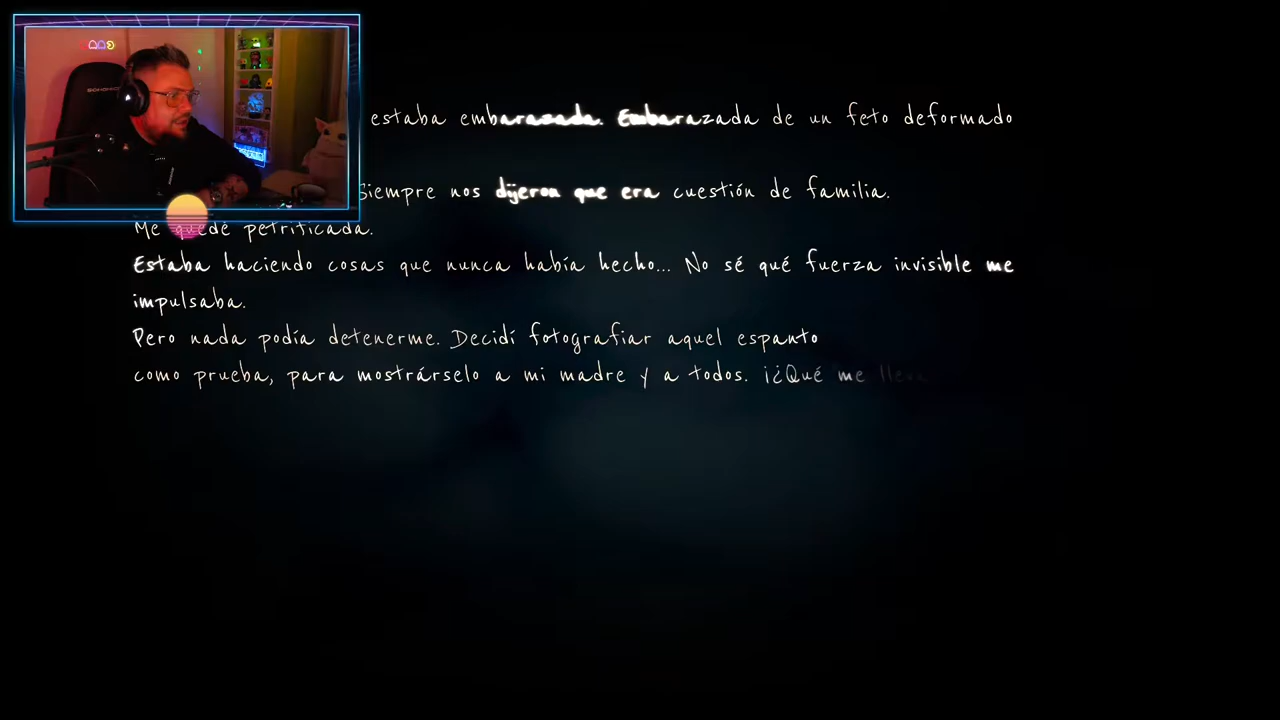 estaba embarazada. Embarazada de un feto deformado
Siempre nos dijeron que era cuestión de familia.
Me quedé petrificada.
Estaba haciendo cosas que nunca había hecho... No sé qué fuerza invisible me
impulsaba.
Pero nada podía detenerme. Decidí fotografiar aquel espanto
como prueba, para mostrárselo a mi madre y a todos. ¡¿Qué me lleva